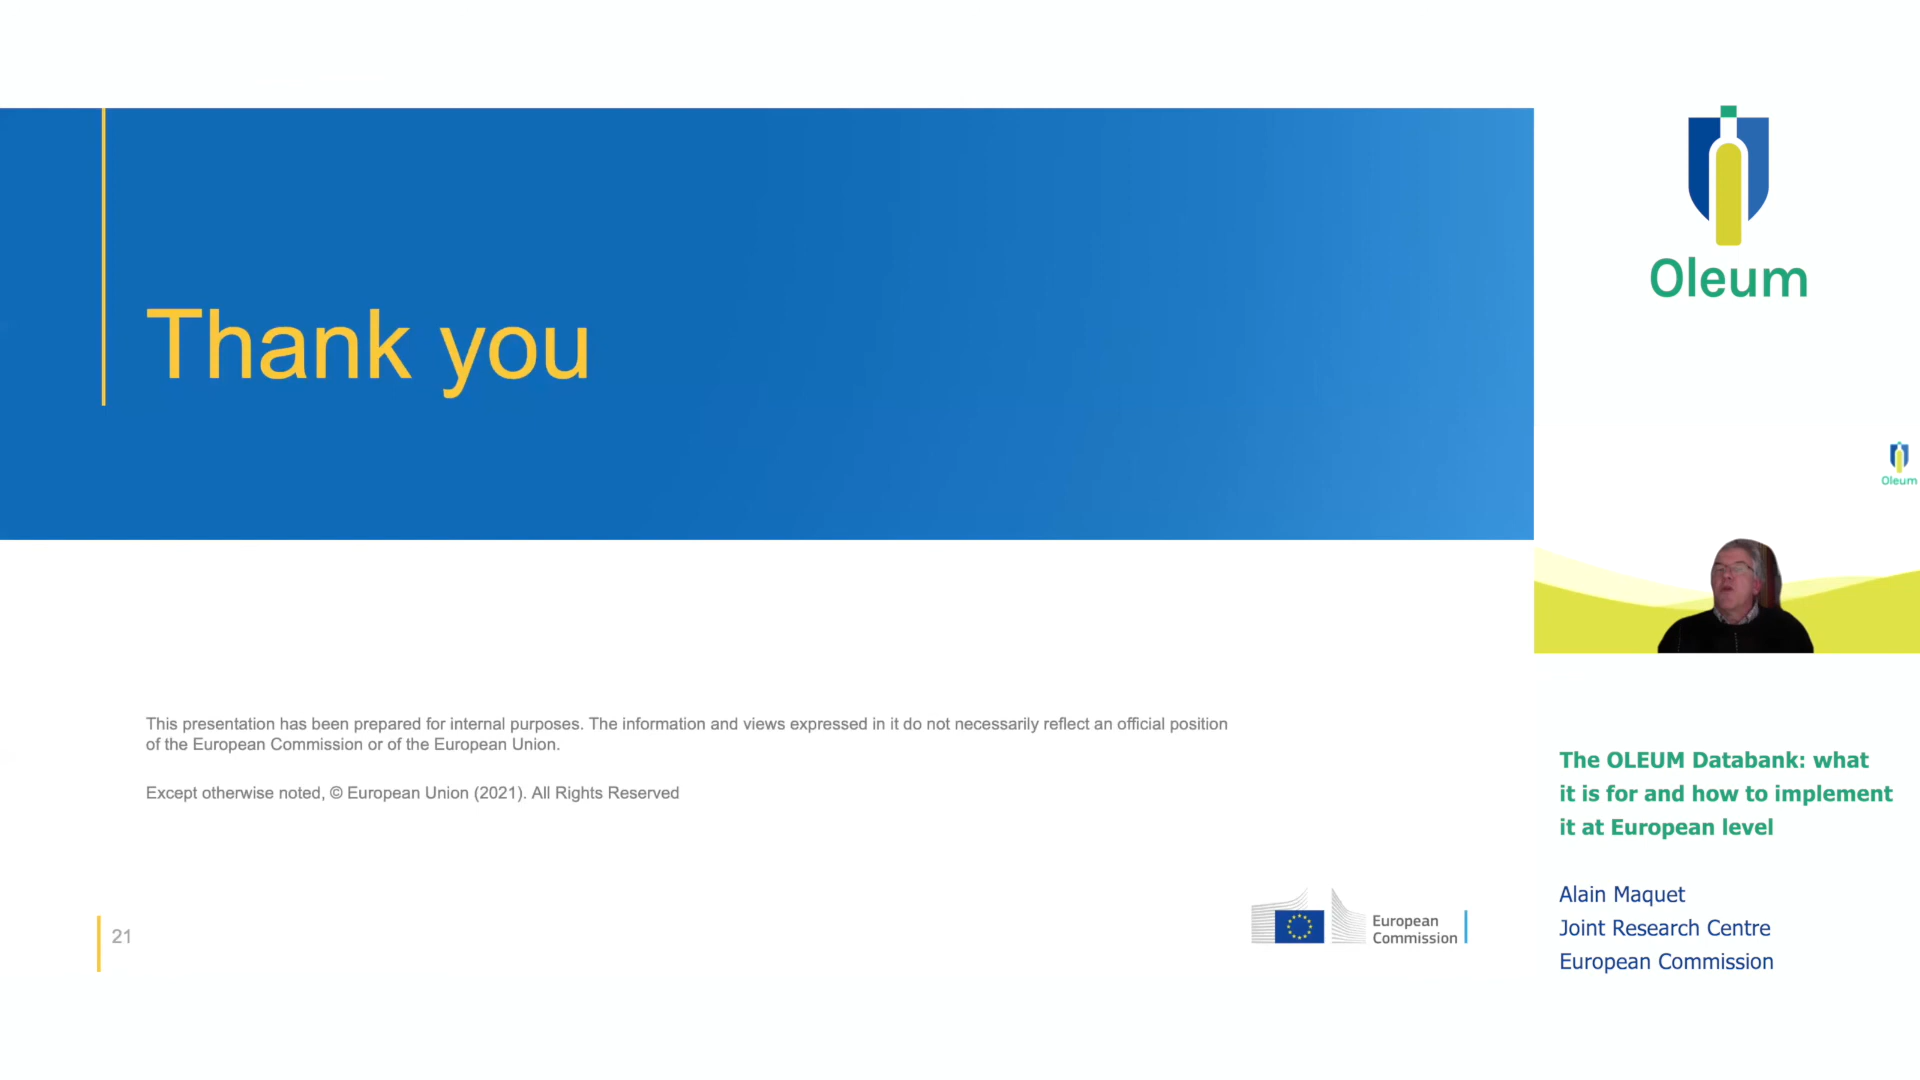 Thank you
This presentation has been prepared for internal purposes. The information and views expressed in it do not necessarily reflect an official position
of the European Commission or of the European Union.
Except otherwise noted, © European Union (2021). All Rights Reserved
21
European
Commission
Oleum
Oleum
The OLEUM Databank: what
it is for and how to implement
it at European level
Alain Maquet
Joint Research Centre
European Commission